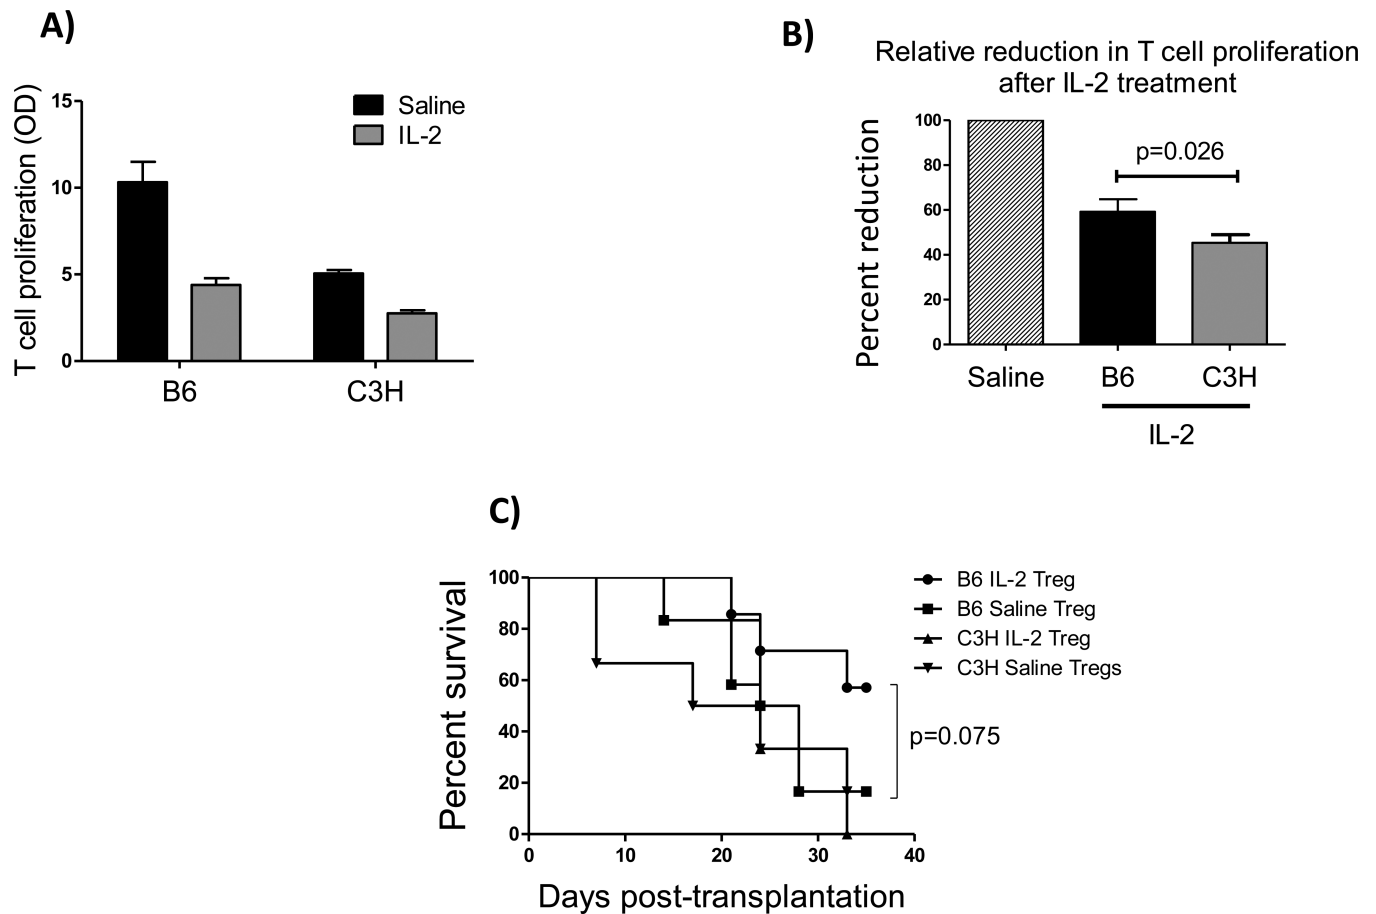 A)
T cell proliferation (OD)
15
10
5
0
Saline
IL-2
B6
C3H
B)
Relative reduction in T cell proliferation
after IL-2 treatment
Percent reduction
100
80
60
40
20
0
p=0.026
Saline
B6
C3H
IL-2
C)
Percent survival
100
80
60
40
20
0
0
10
20
30
40
Days post-transplantation
B6 IL-2 Treg
B6 Saline Treg
C3H IL-2 Treg
C3H Saline Tregs
p=0.075